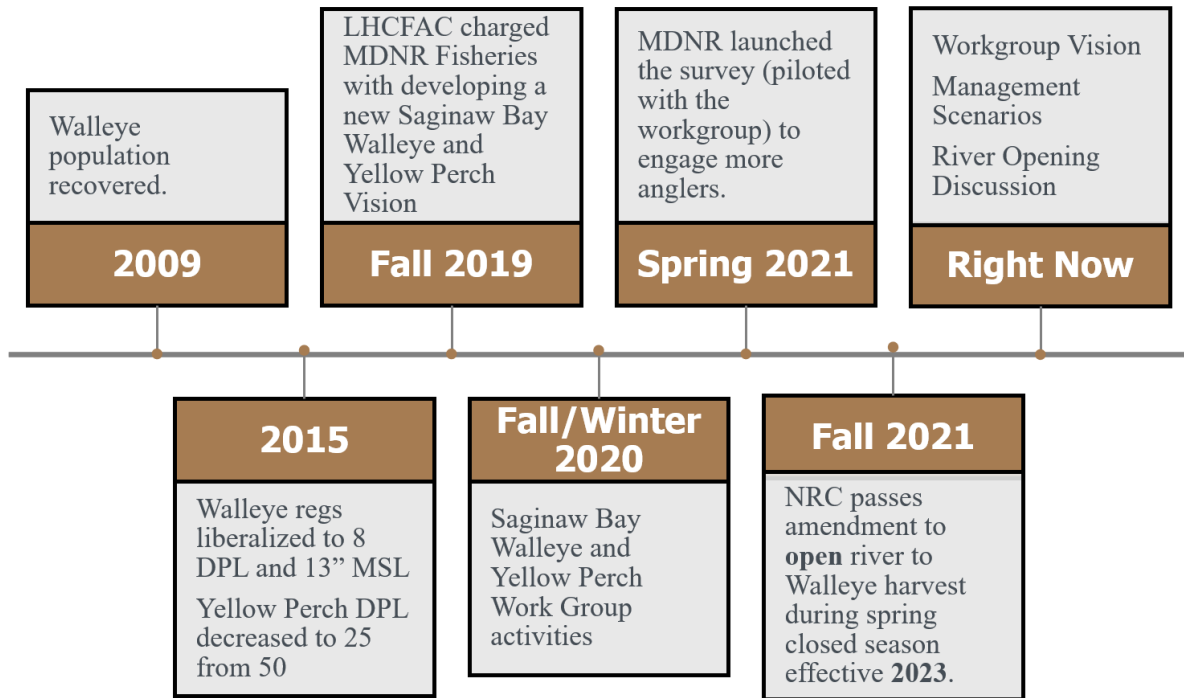 Walleye
population
recovered.
2009
Walleye regs
liberalized to 8
DPL and 13” MSL
Yellow Perch DPL
decreased to 25
from 50
2015
LHCFAC charged
MDNR Fisheries
with developing a
new Saginaw Bay
Walleye and
Yellow Perch
Vision
Fall 2019
Fall/Winter
2020
Saginaw Bay
Walleye and
Yellow Perch
Work Group
activities
MDNR launched
the survey (piloted
with the
workgroup) to
engage more
anglers.
Spring 2021
Fall 2021
NRC passes
amendment to
open river to
Walleye harvest
during spring
closed season
effective 2023.
Workgroup Vision
Management
Scenarios
River Opening
Discussion
Right Now